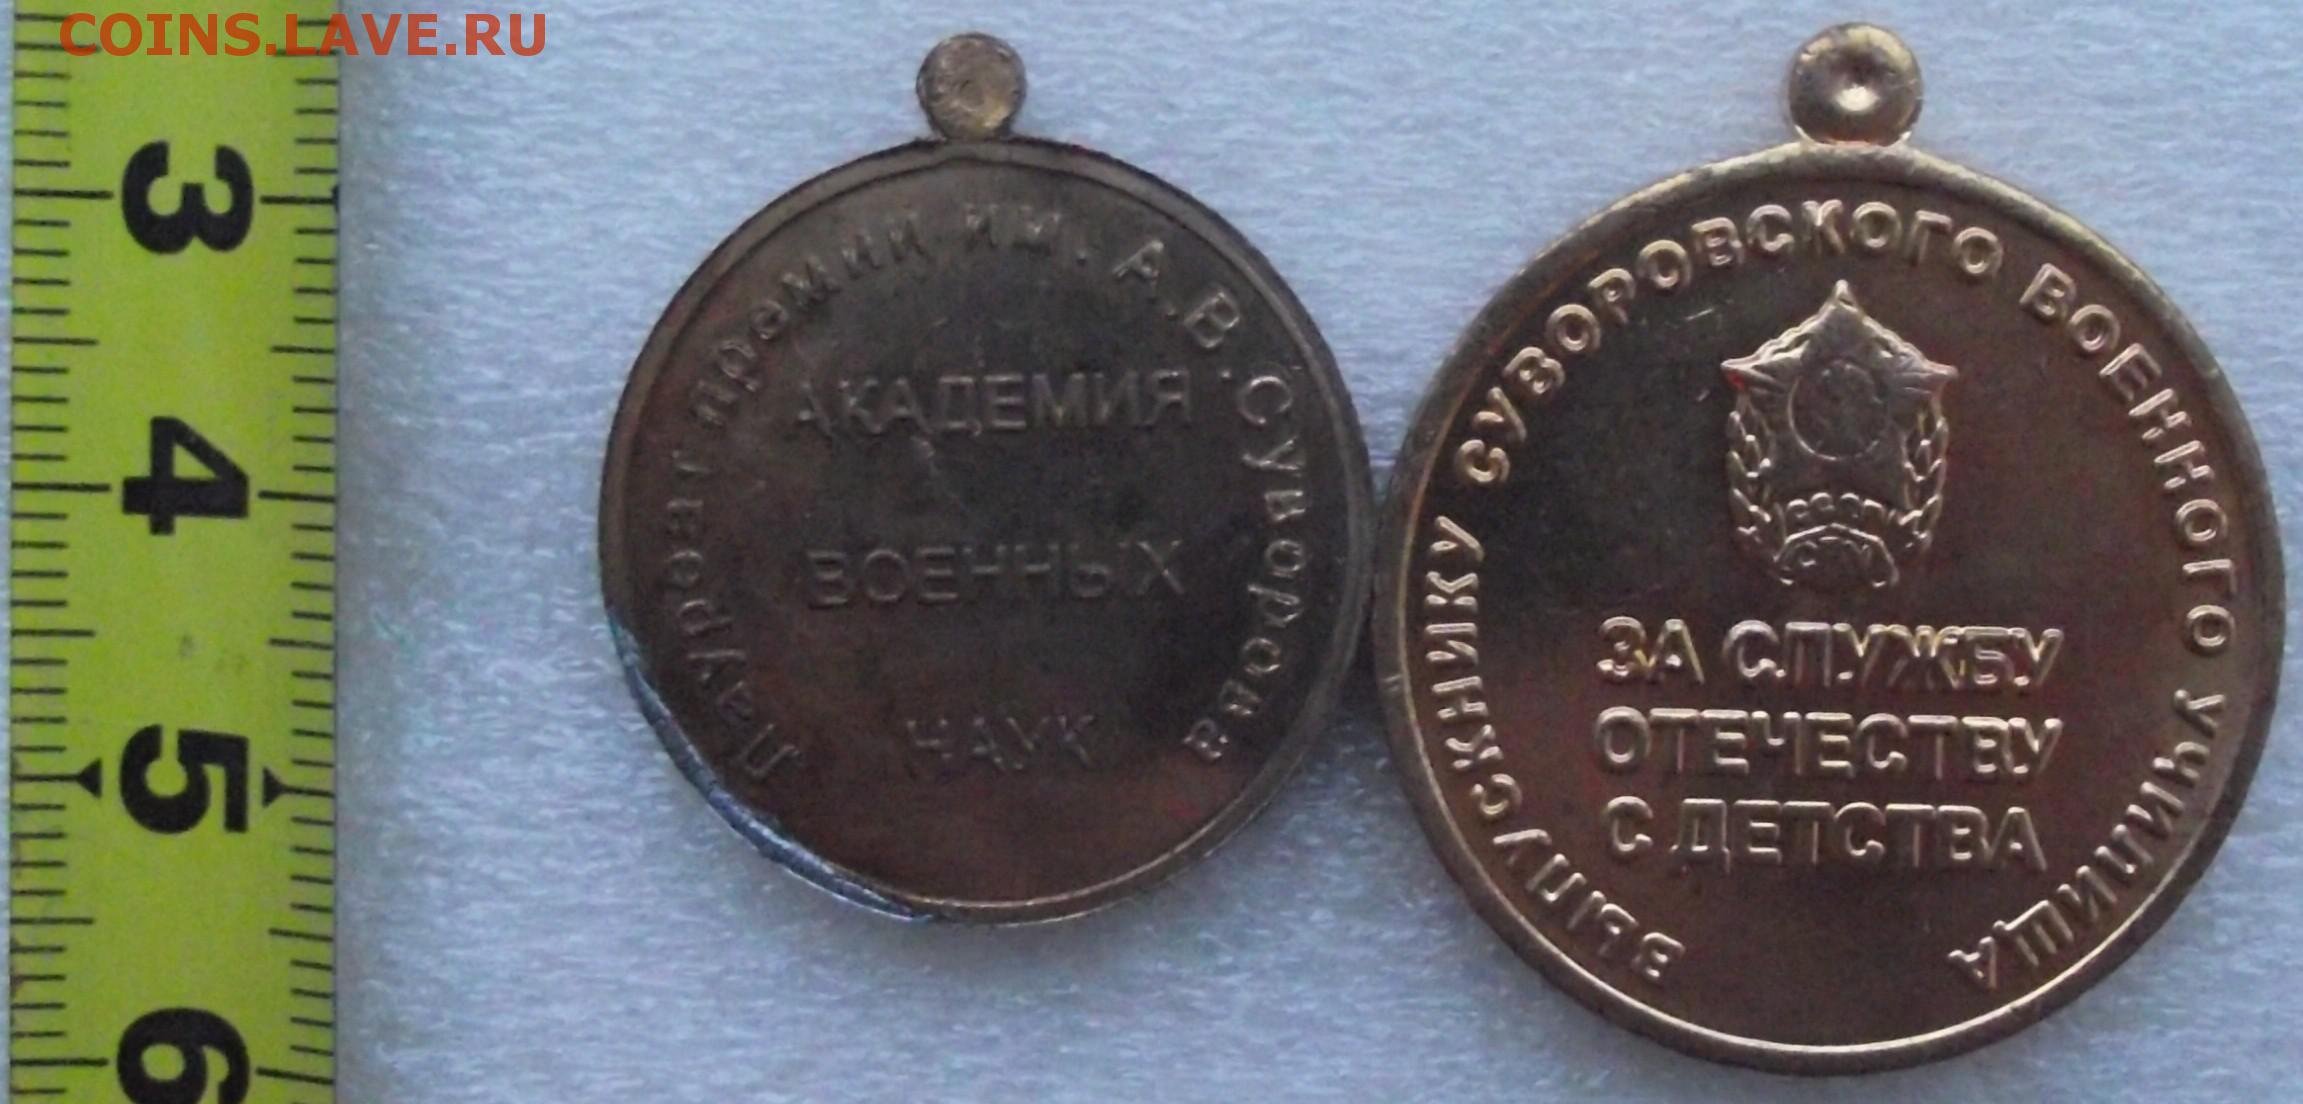 COINS.LAVE.RU
3
4
5
6
Лауреат премии им. А.В. Суворова
АКАДЕМИЯ
ВОЕННЫХ
НАУК
ВЫПУСКНИКУ СУВОРОВСКОГО ВОЕННОГО УЧИЛИЩА
СССР
СВУ
ЗА СЛУЖБУ
ОТЕЧЕСТВУ
С ДЕТСТВА